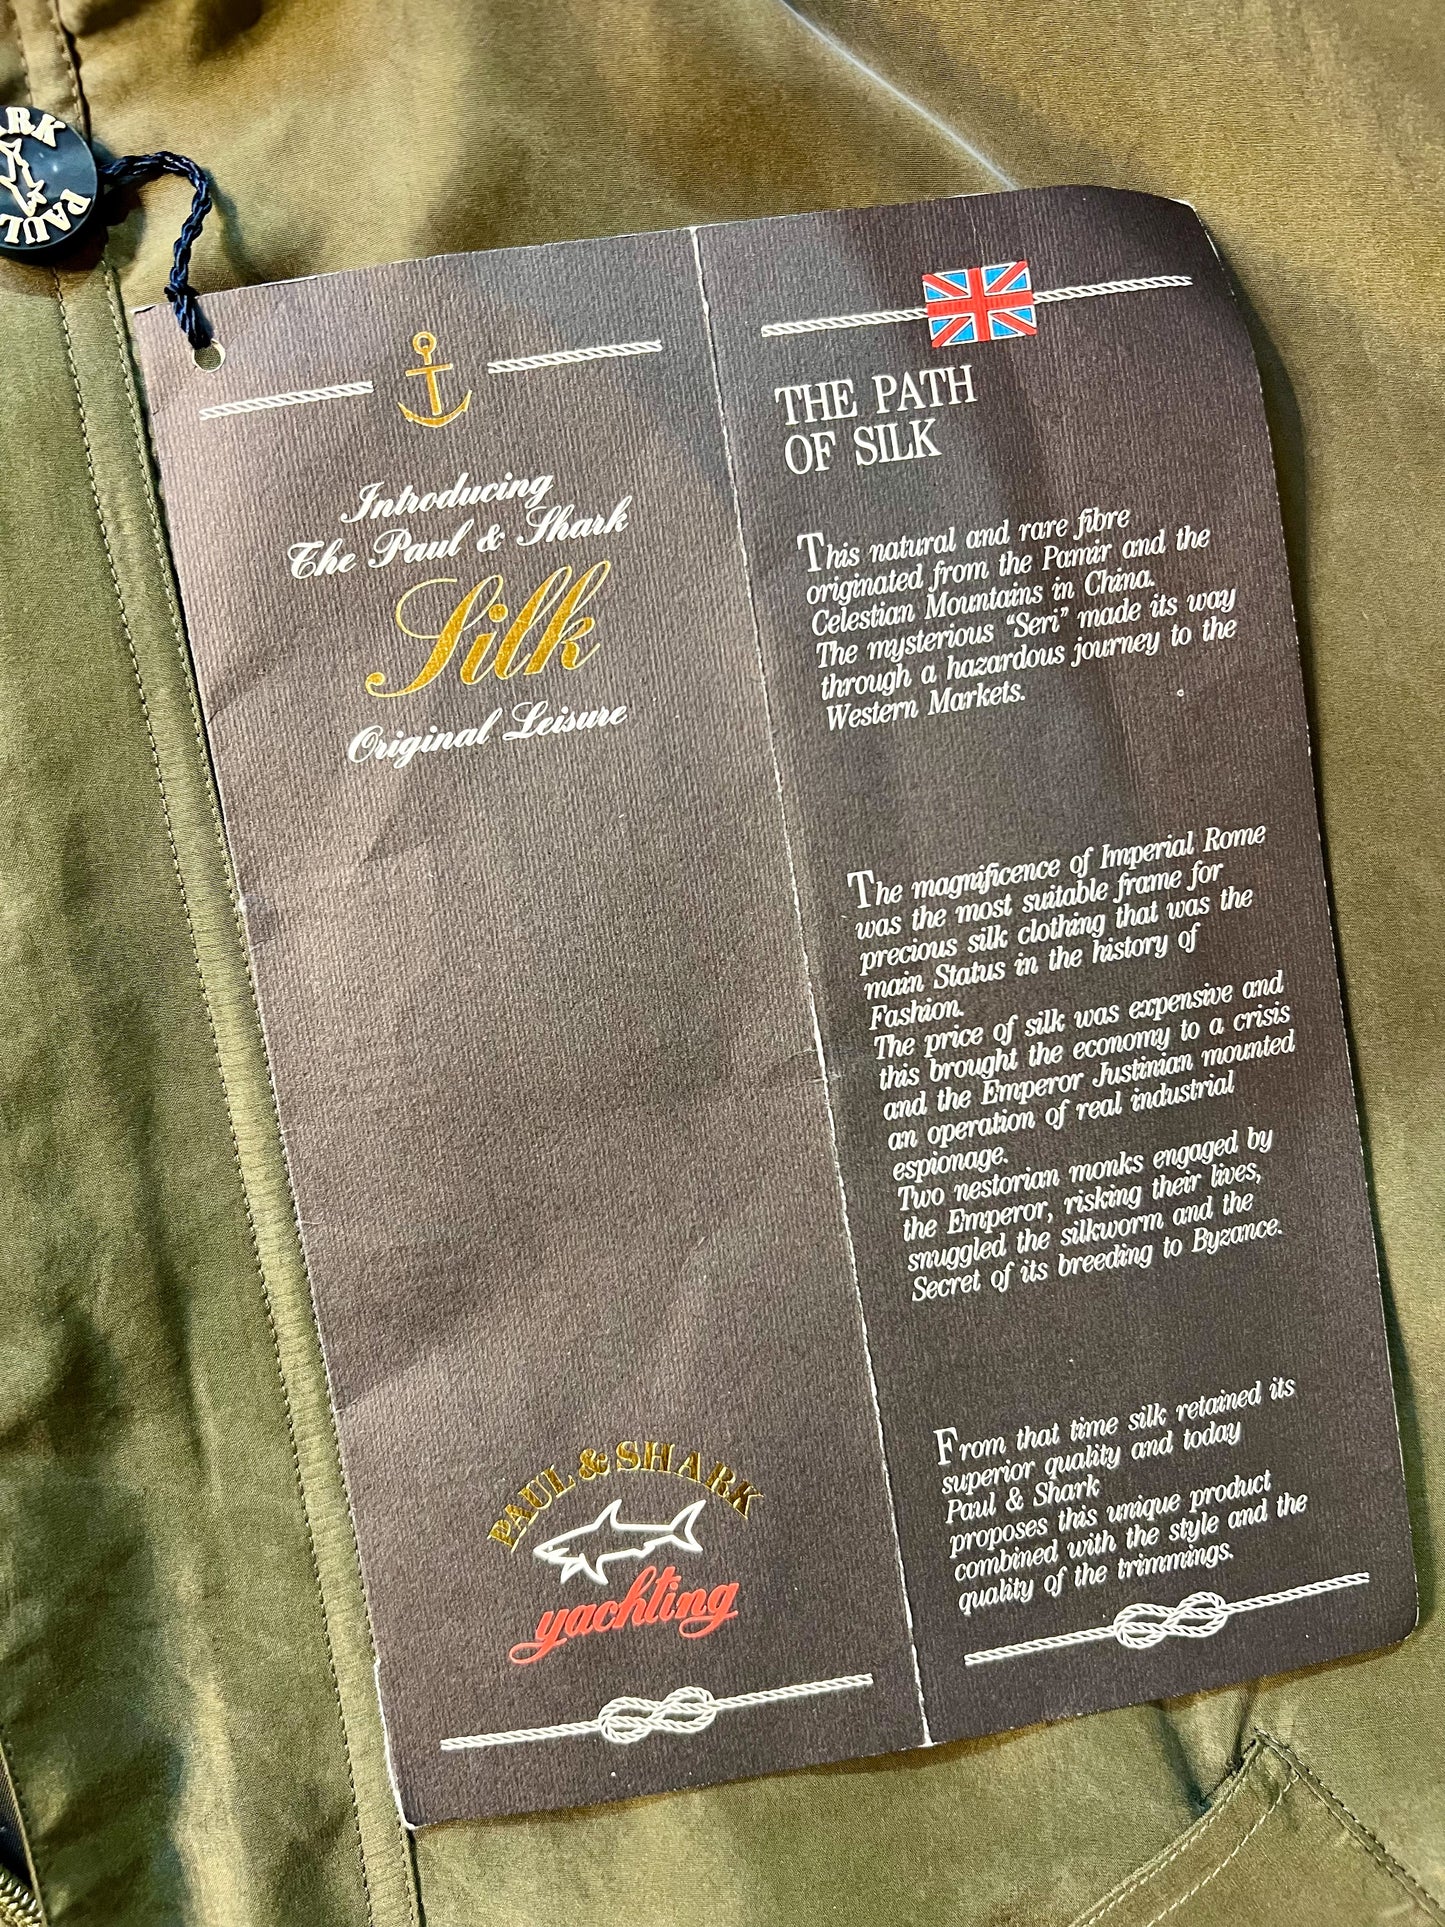 SHARK
PAUL
Introducing
The Paul & Shark
Silk
Original Leisure
PAUL & SHARK
yachting
THE PATH
OF SILK
This natural and rare fibre
originated from the Pamir and the
Celestian Mountains in China.
The mysterious “Seri” made its way
through a hazardous journey to the
Western Markets.
The magnificence of Imperial Rome
was the most suitable frame for
precious silk clothing that was the
main Status in the history of
Fashion.
The price of silk was expensive and
this brought the economy to a crisis
and the Emperor Justinian mounted
an operation of real industrial
espionage.
Two nestorian monks engaged by
the Emperor, risking their lives,
snuggled the silkworm and the
Secret of its breeding to Byzance.
From that time silk retained its
superior quality and today
Paul & Shark
proposes this unique product
combined with the style and the
quality of the trimmings.